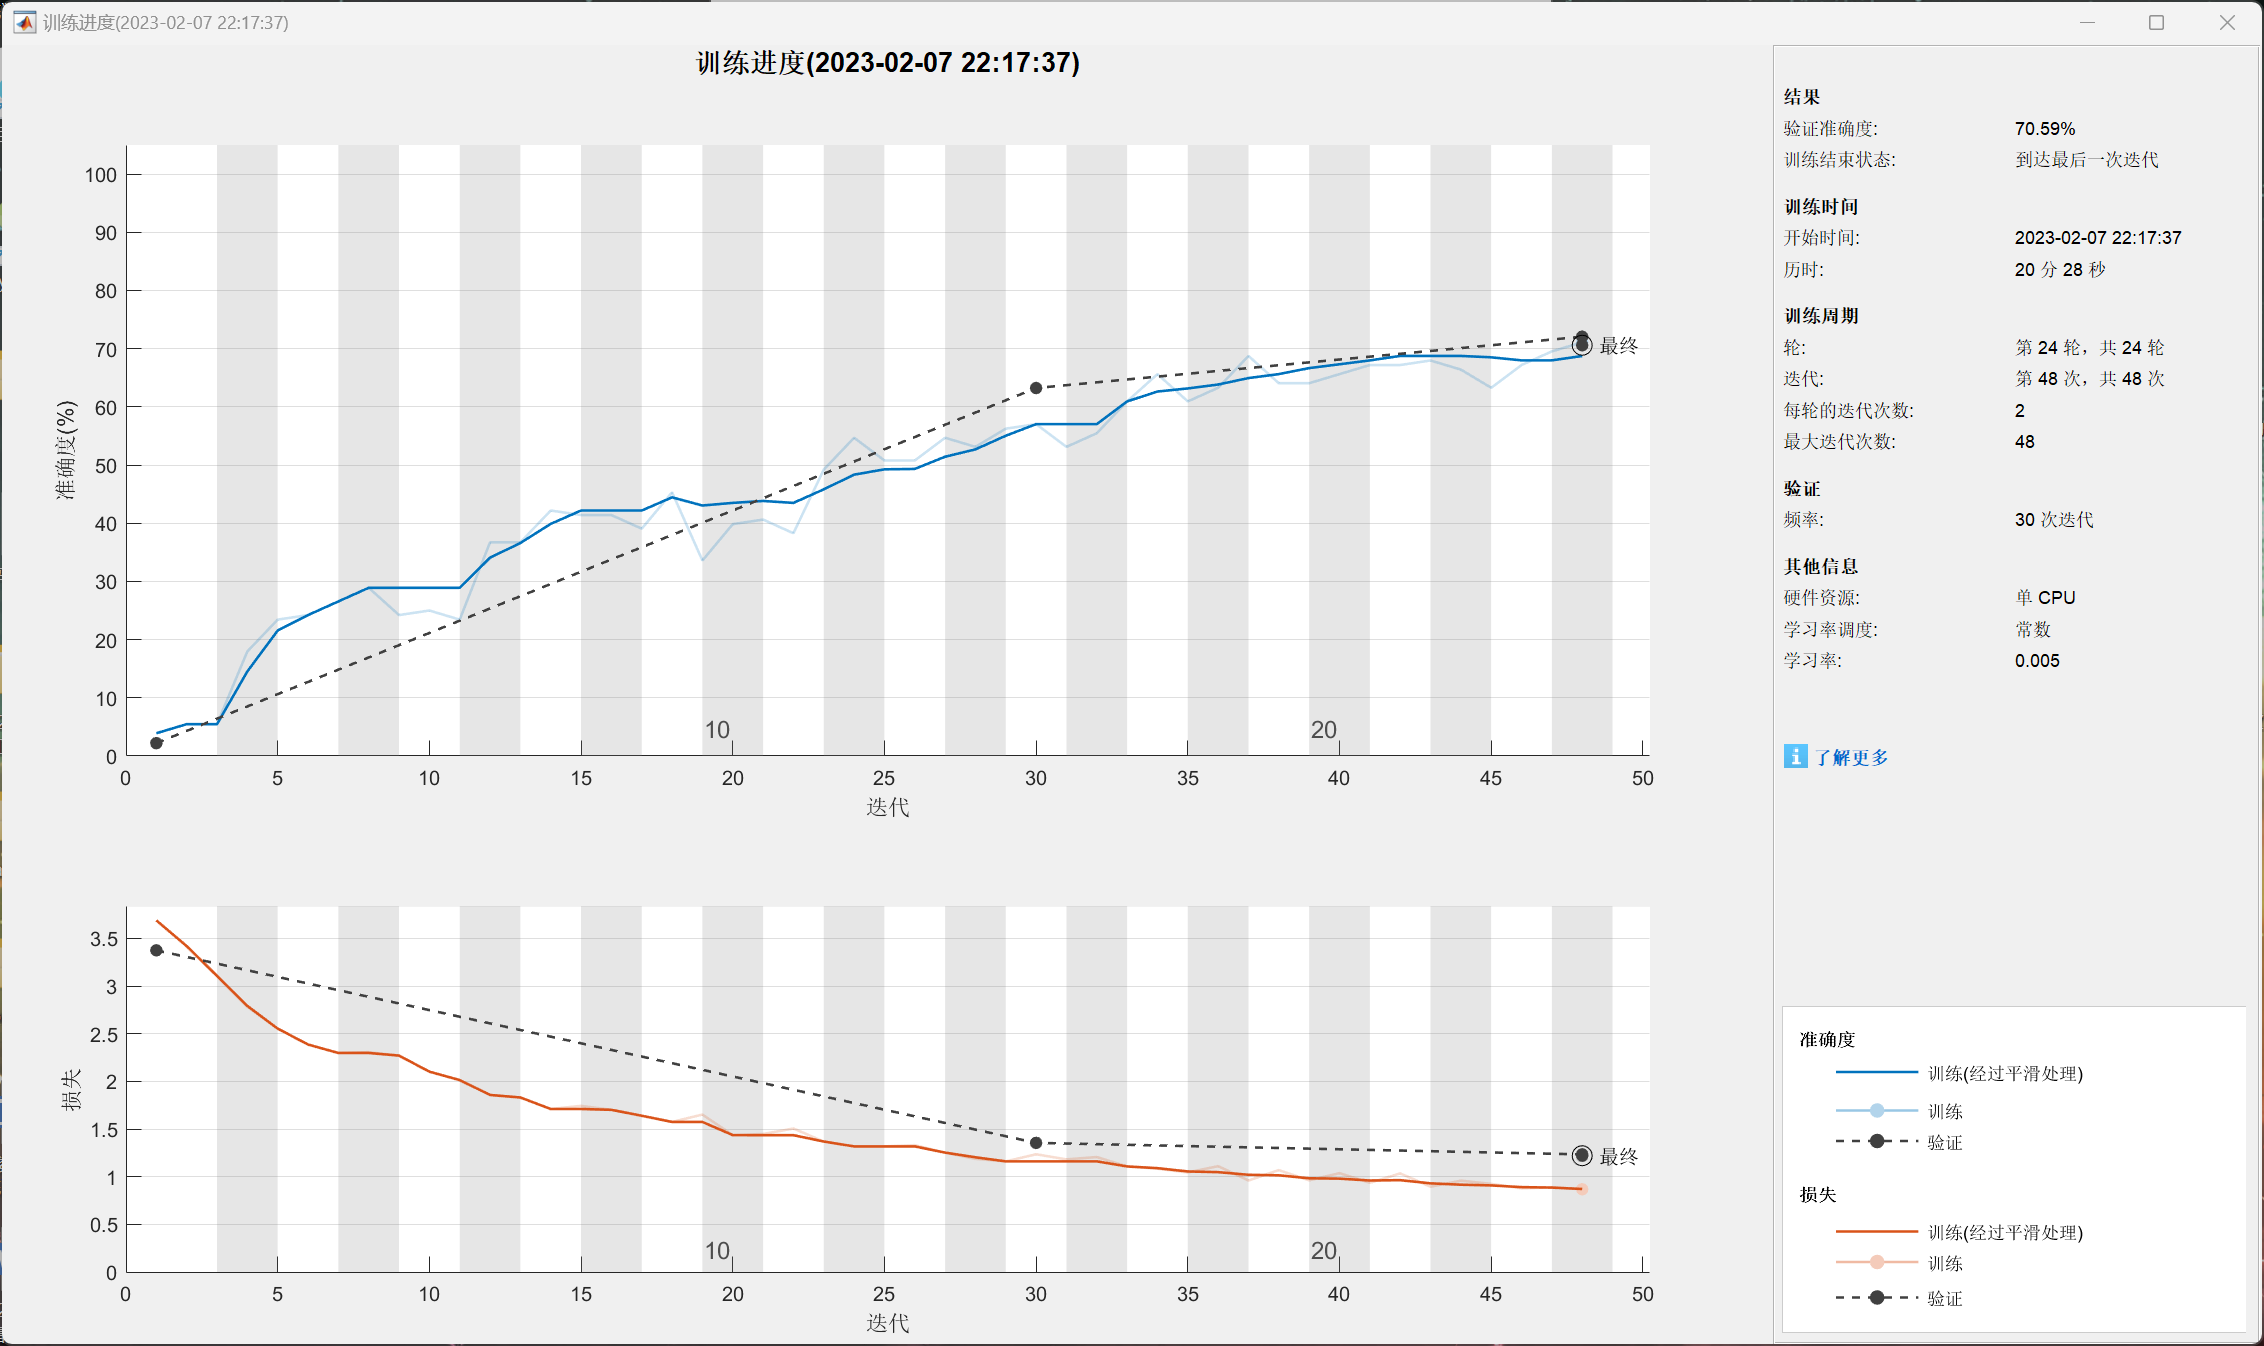 训练进度(2023-02-07 22:17:37)
训练进度(2023-02-07 22:17:37)
准确度(%)
100
90
80
70
60
50
40
30
20
10
0
最终
10
20
0 5 10 15 20 25 30 35 40 45 50
迭代
损失
3.5
3
2.5
2
1.5
1
0.5
0
最终
10
20
0 5 10 15 20 25 30 35 40 45 50
迭代
结果
验证准确度: 70.59%
训练结束状态: 到达最后一次迭代
训练时间
开始时间: 2023-02-07 22:17:37
历时: 20 分 28 秒
训练周期
轮: 第 24 轮，共 24 轮
迭代: 第 48 次，共 48 次
每轮的迭代次数: 2
最大迭代次数: 48
验证
频率: 30 次迭代
其他信息
硬件资源: 单 CPU
学习率调度: 常数
学习率: 0.005
i 了解更多
准确度
训练(经过平滑处理)
训练
验证
损失
训练(经过平滑处理)
训练
验证